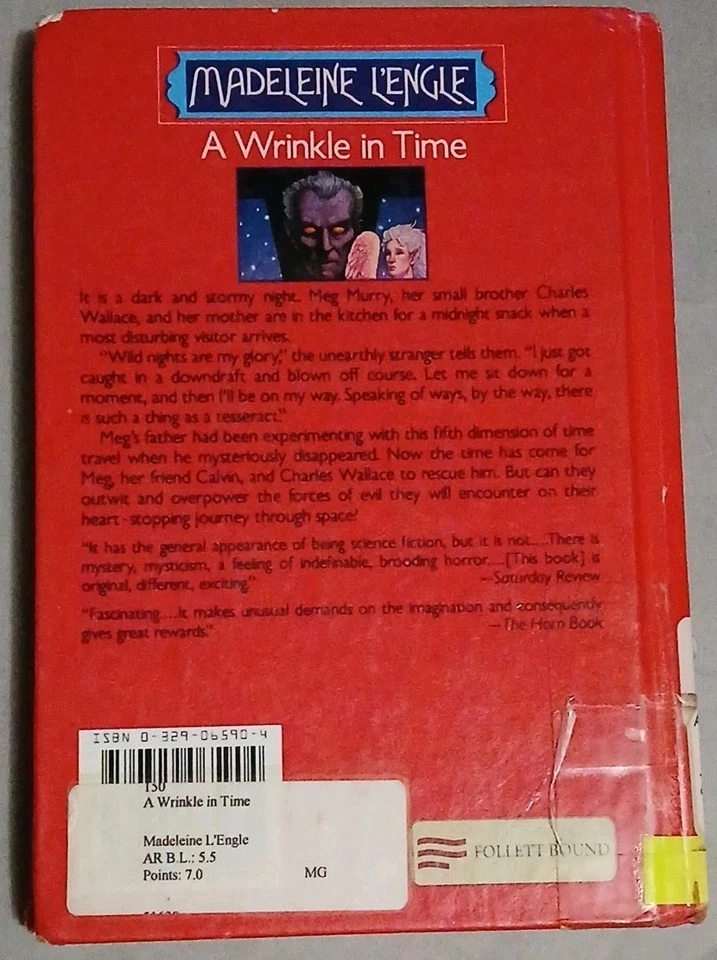 MADELEINE L'ENGLE
A Wrinkle in Time
It is a dark and stormy night. Meg Murry, her small brother Charles
Wallace, and her mother are in the kitchen for a midnight snack when a
most disturbing visitor arrives.
"Wild nights are my glory," the unearthly stranger tells them. "I just got
caught in a downdraft and blown off course. Let me sit down for a
moment, and then I'll be on my way. Speaking of ways, by the way, there
is such a thing as a tesseract."
Meg's father had been experimenting with this fifth dimension of time
travel when he mysteriously disappeared. Now the time has come for
Meg, her friend Calvin, and Charles Wallace to rescue him. But can they
outwit and overpower the forces of evil they will encounter on their
heart-stopping journey through space?
"It has the general appearance of being science fiction, but it is not....There is
mystery, mysticism, a feeling of indefinable, brooding horror....[This book] is
original, different, exciting."
—Saturday Review
"Fascinating....It makes unusual demands on the imagination and consequently
gives great rewards."
—The Horn Book
ISBN 0-329-06590-4
130
A Wrinkle in Time
Madeleine L'Engle
AR B.L.: 5.5
Points: 7.0 MG
FOLLETT BOUND